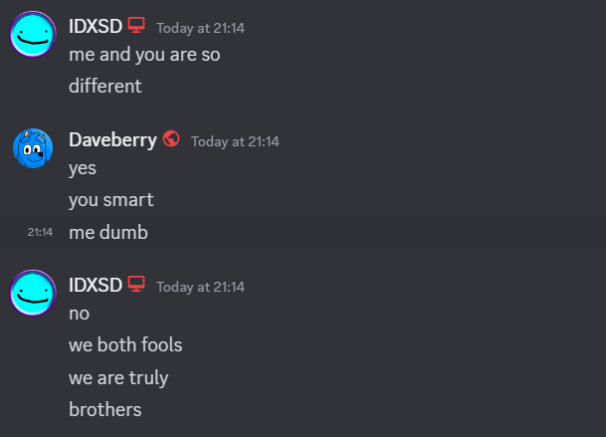 IDXSD Today at 21:14
me and you are so
different
Daveberry Today at 21:14
yes
you smart
21:14 me dumb
IDXSD Today at 21:14
no
we both fools
we are truly
brothers